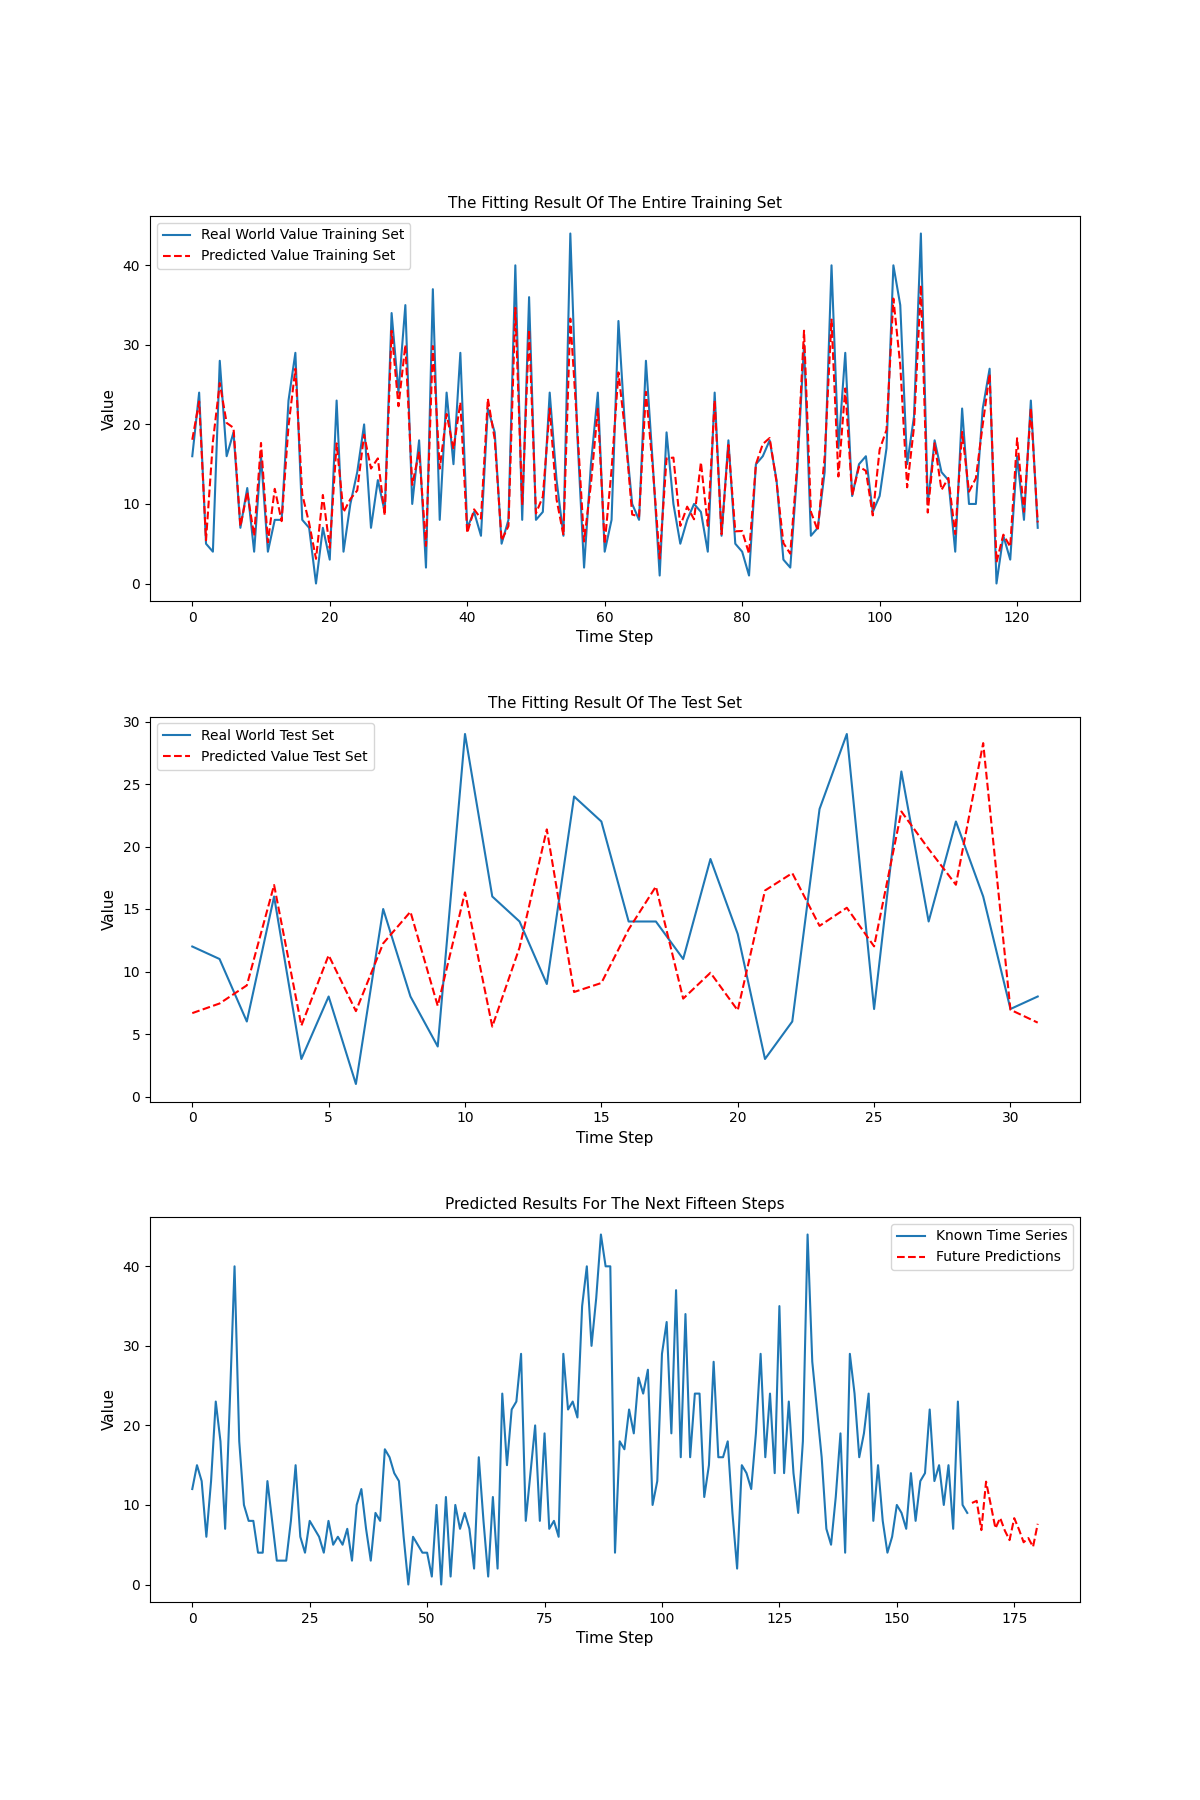 The Fitting Result Of The Entire Training Set
Real World Value Training Set
Predicted Value Training Set
Value
40
30
20
10
0
0 20 40 60 80 100 120
Time Step
The Fitting Result Of The Test Set
Real World Test Set
Predicted Value Test Set
Value
30
25
20
15
10
5
0
0 5 10 15 20 25 30
Time Step
Predicted Results For The Next Fifteen Steps
Known Time Series
Future Predictions
Value
40
30
20
10
0
0 25 50 75 100 125 150 175
Time Step